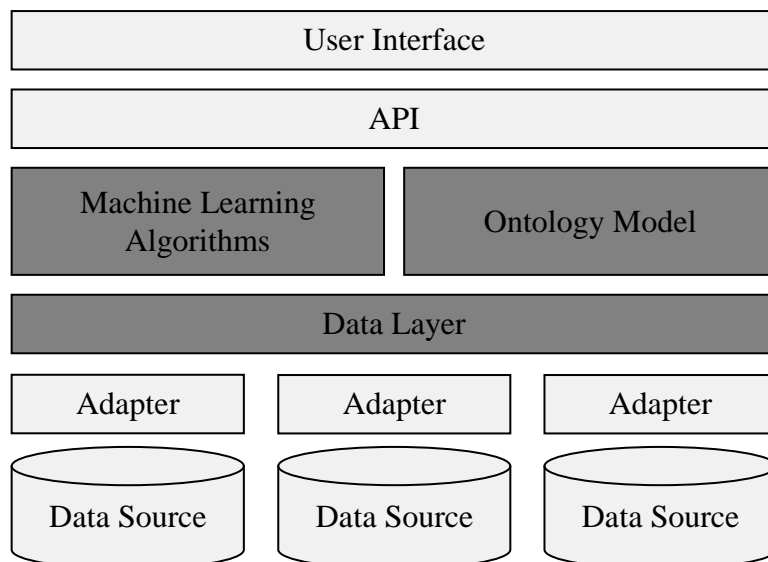 User Interface
API
Machine Learning
Algorithms
Ontology Model
Data Layer
Adapter
Adapter
Adapter
Data Source
Data Source
Data Source